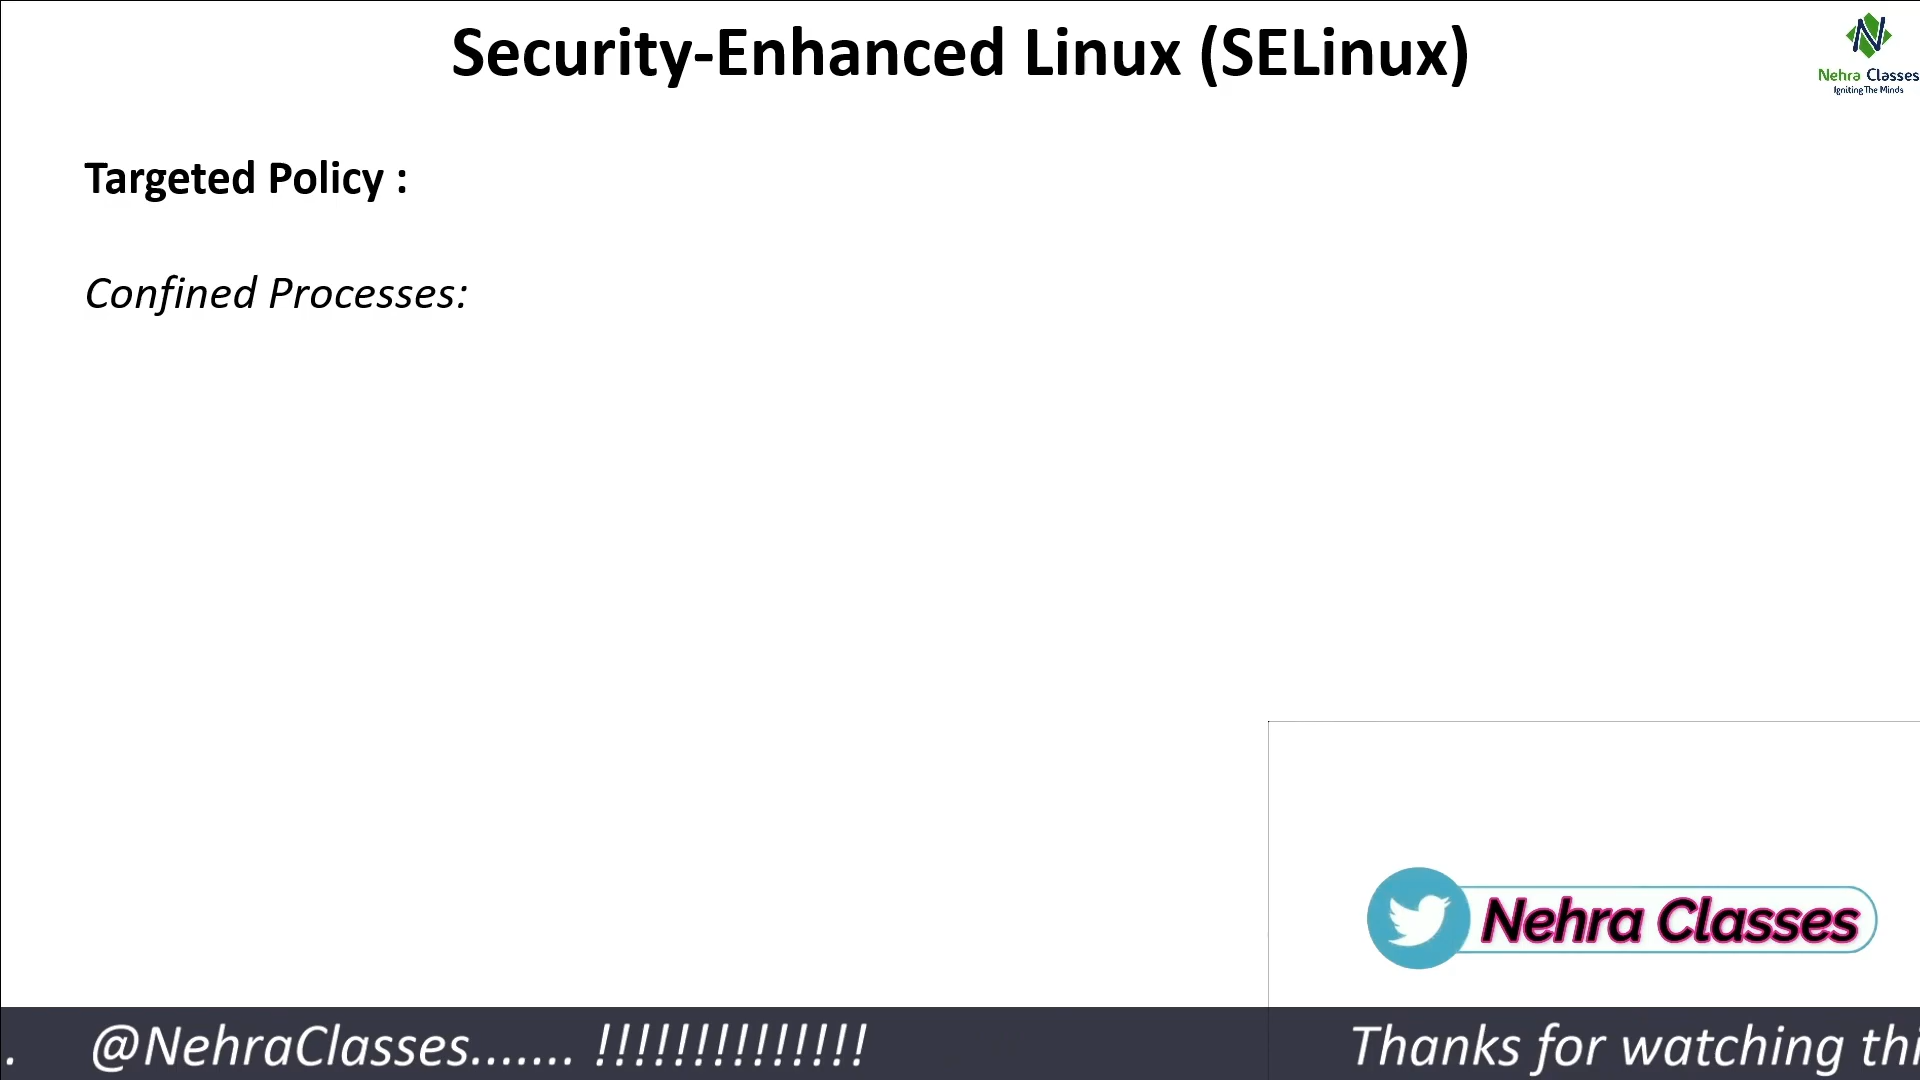 Security-Enhanced Linux (SELinux)
Nehra Classes
Igniting The Minds
Targeted Policy :
Confined Processes:
Nehra Classes
. @NehraClasses....... !!!!!!!!!!!!!! Thanks for watching thi